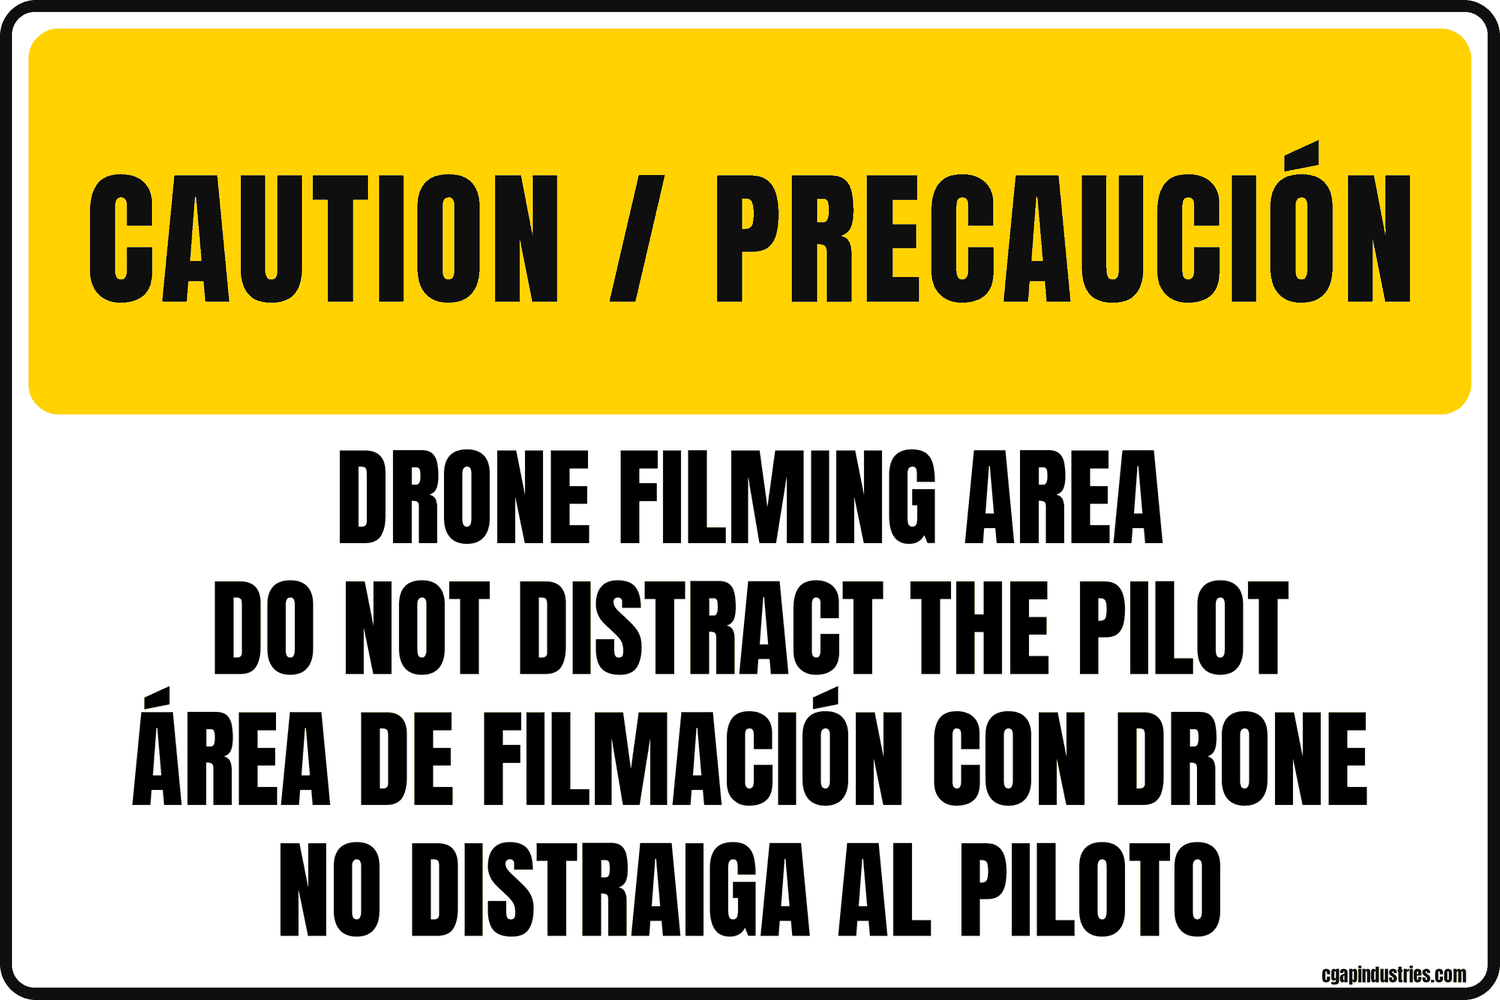 CAUTION / PRECAUCIÓN
DRONE FILMING AREA
DO NOT DISTRACT THE PILOT
ÁREA DE FILMACIÓN CON DRONE
NO DISTRAIGA AL PILOTO
cgapindustries.com